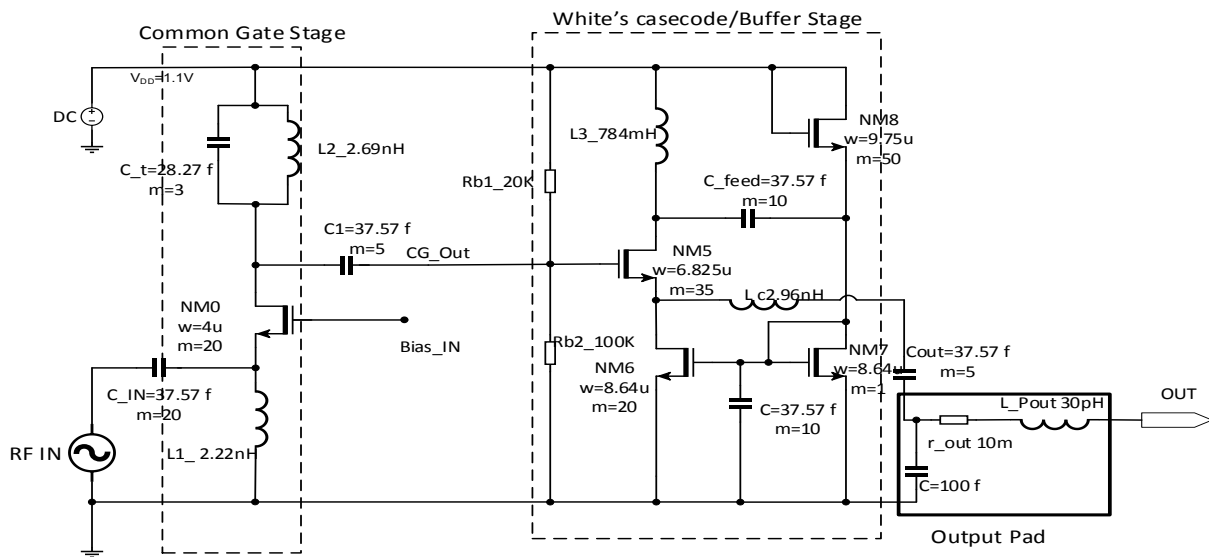 White's casecode/Buffer Stage
Common Gate Stage
VDD=1.1V
DC
C_t=28.27 f
m=3
L2_2.69nH
C1=37.57 f
m=5
CG_Out
NM0
w=4u
m=20
Bias_IN
C_IN=37.57 f
m=20
RF IN
L1_ 2.22nH
Rb1_20K
Rb2_100K
L3_784mH
NM8
w=9.75u
m=50
C_feed=37.57 f
m=10
NM5
w=6.825u
m=35
L c2.96nH
NM6
w=8.64u
m=20
C=37.57 f
m=10
NM7
w=8.64u
m=1
Cout=37.57 f
m=5
L_Pout 30pH
OUT
r_out 10m
C=100 f
Output Pad